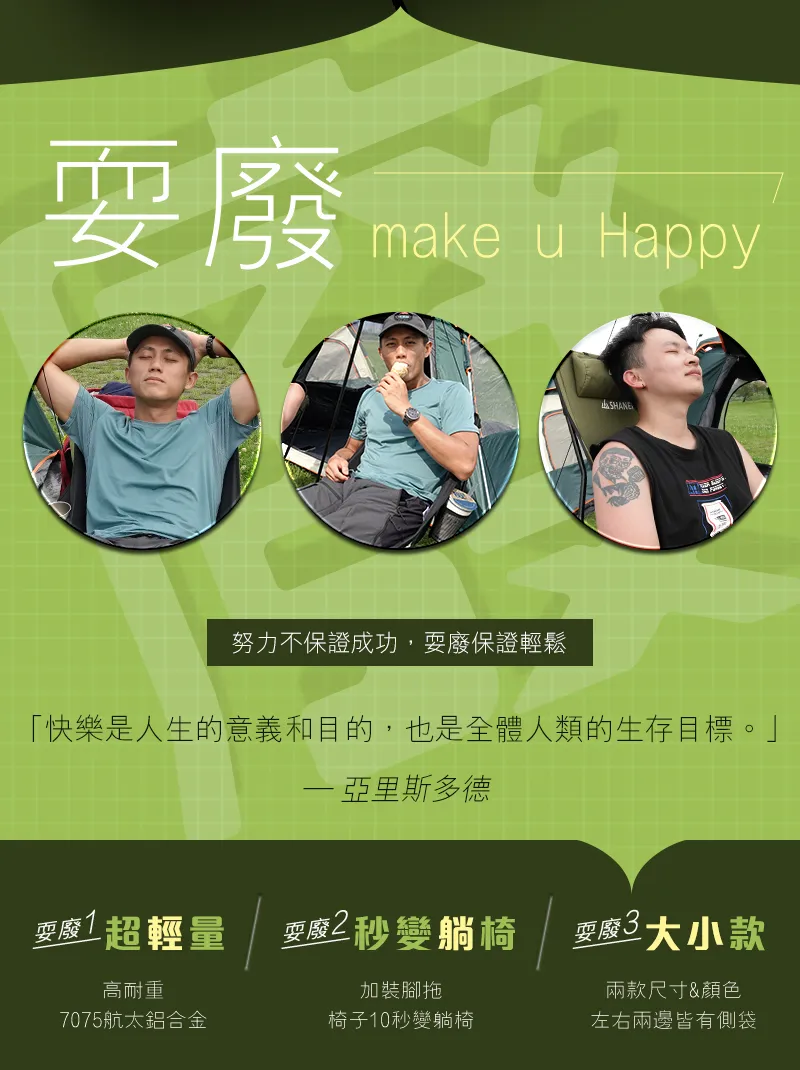 耍廢 make u Happy
SHANE
努力不保證成功,耍廢保證輕鬆
「快樂是人生的意義和目的,也是全體人類的生存目標。」
— 亞里斯多德
耍廢1 超輕量
高耐重
7075航太鋁合金
耍廢2 秒變躺椅
加裝腳拖
椅子10秒變躺椅
耍廢3 大小款
兩款尺寸&顏色
左右兩邊皆有側袋